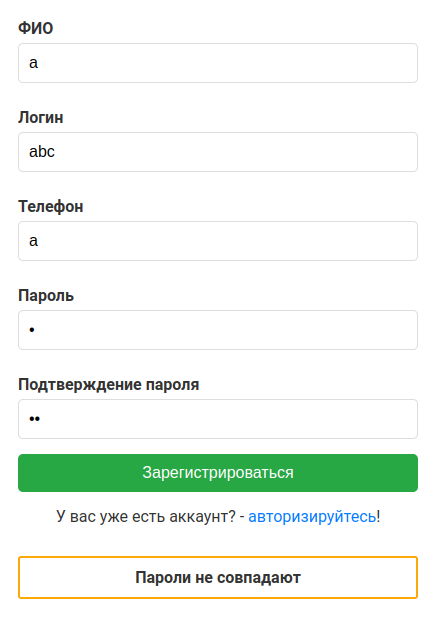 ФИО
a
Логин
abc
Телефон
a
Пароль
•
Подтверждение пароля
••
Зарегистрироваться
У вас уже есть аккаунт? - авторизируйтесь!
Пароли не совпадают